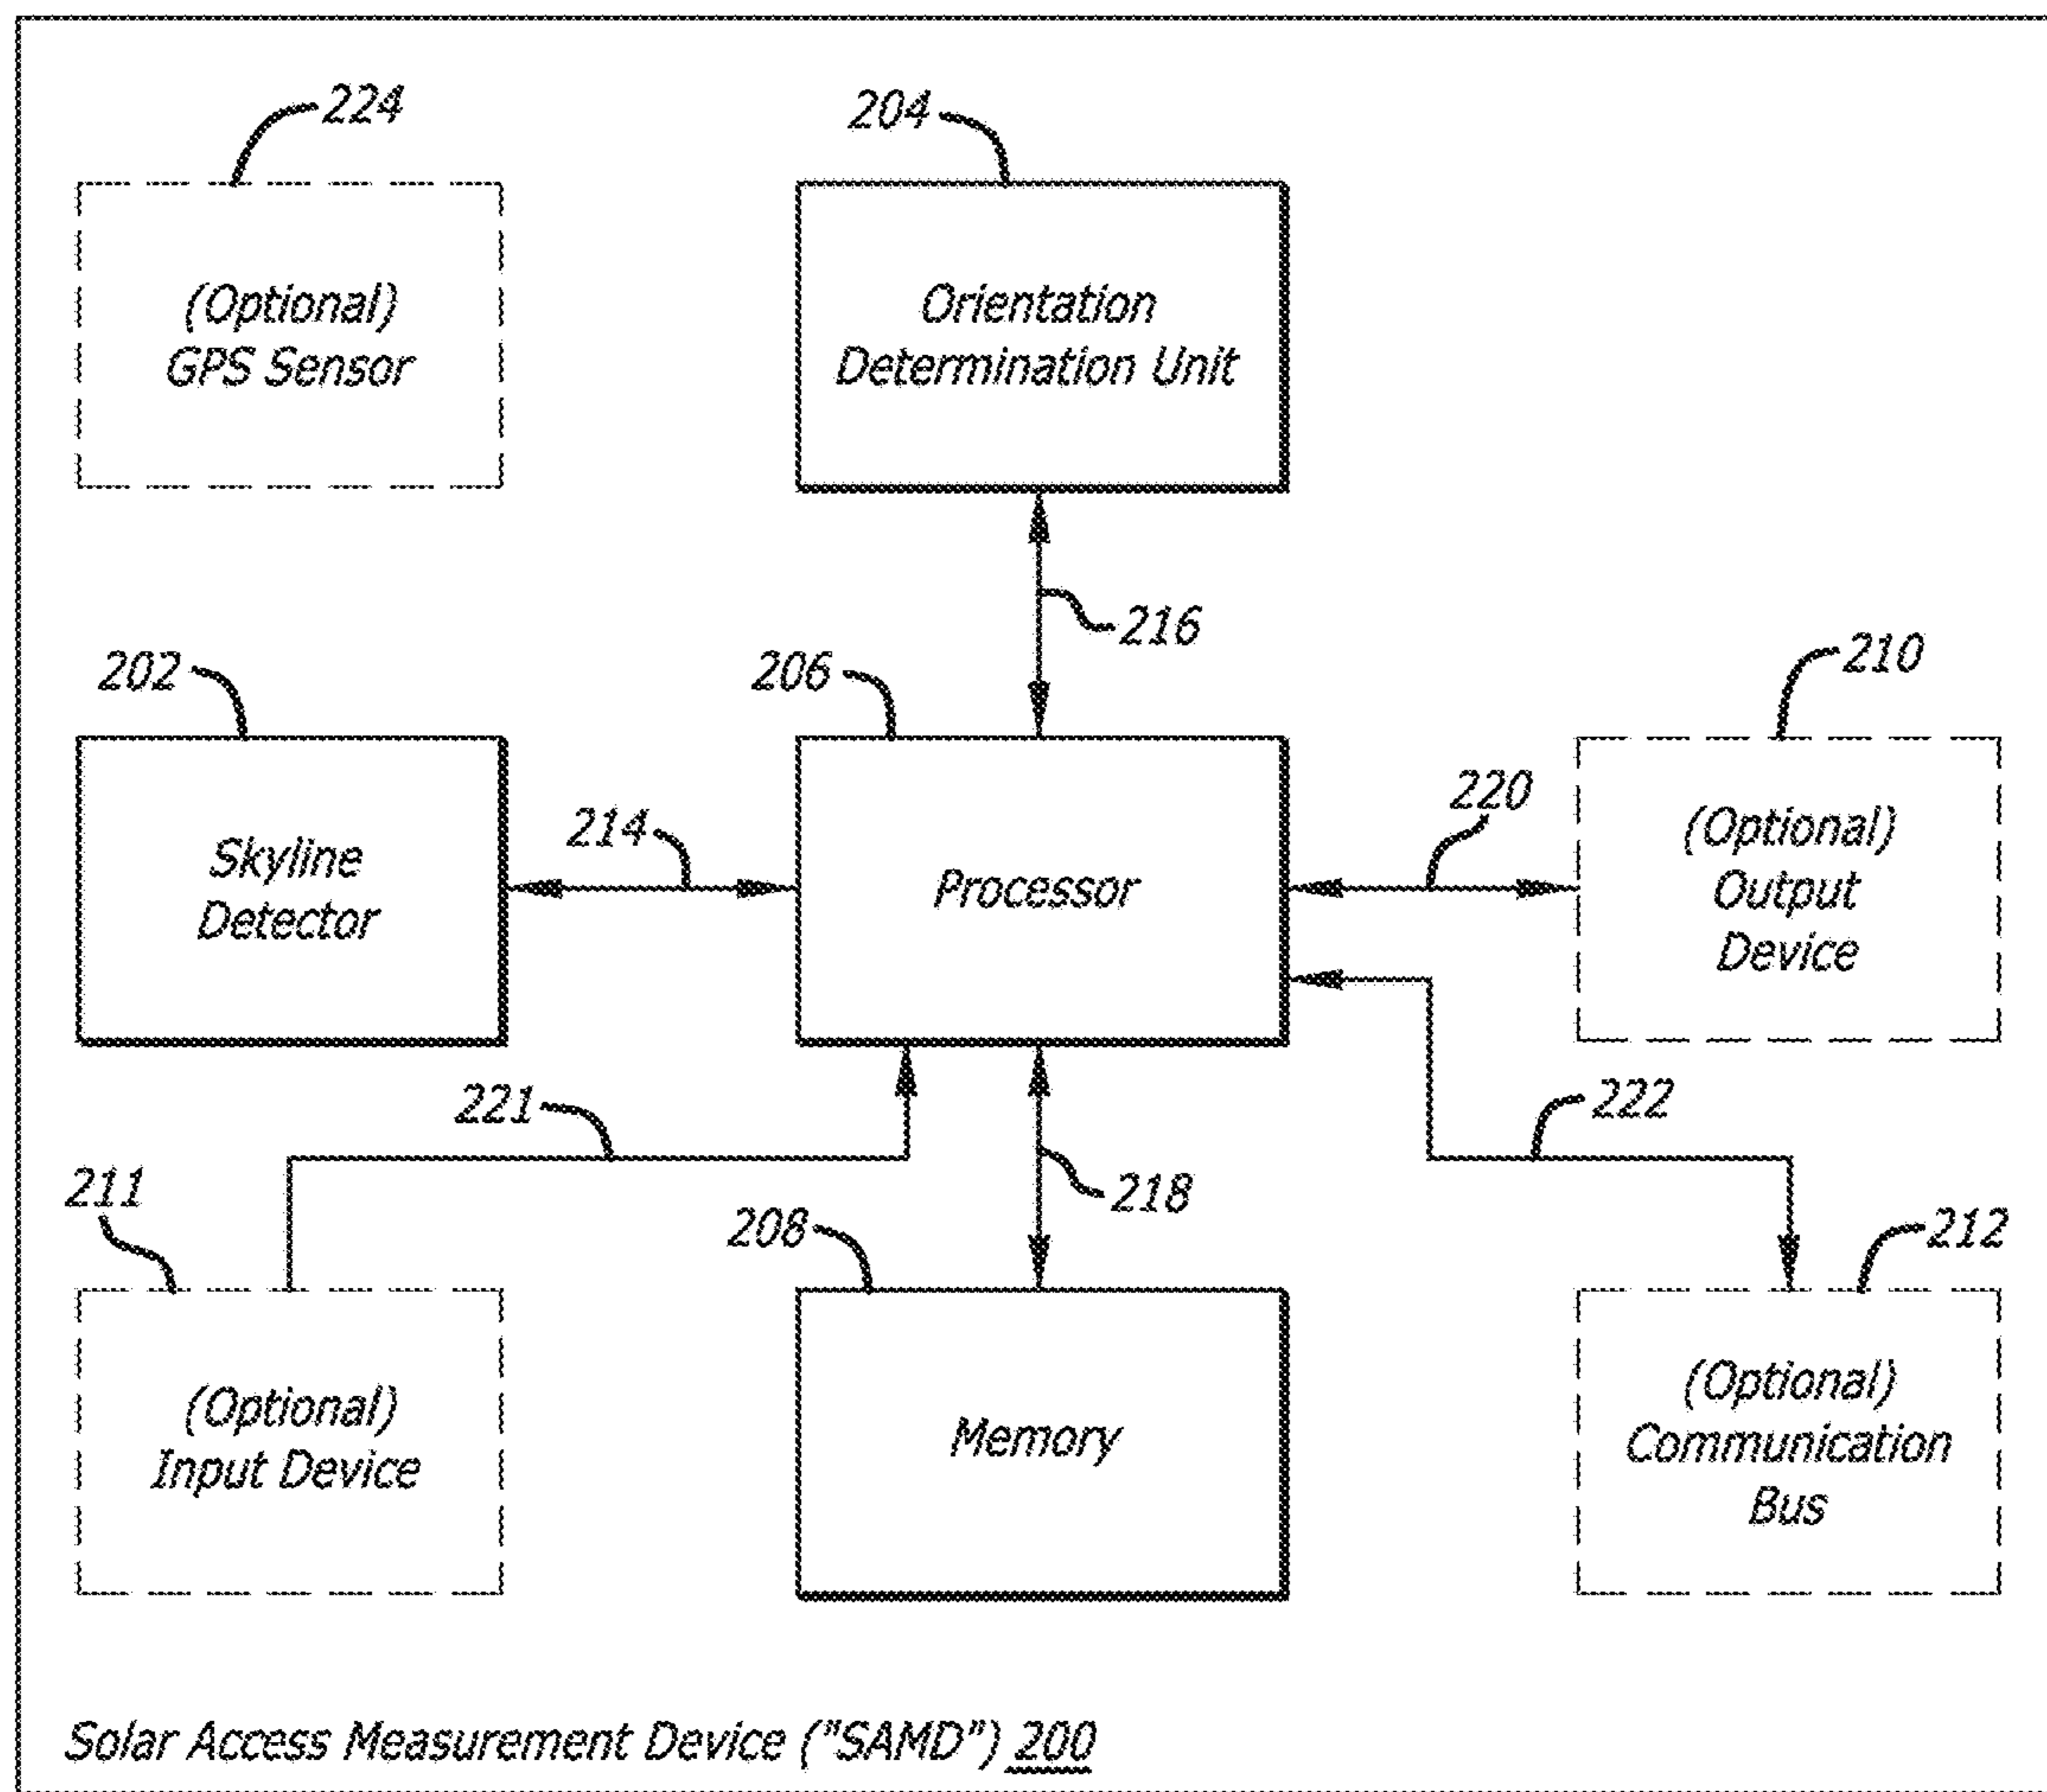 224
204
(Optional)
GPS Sensor
Orientation
Determination Unit
216
202
206
210
214
220
Skyline
Detector
Processor
(Optional)
Output
Device
221
222
211
218
208
212
(Optional)
Input Device
Memory
(Optional)
Communication
Bus
Solar Access Measurement Device ("SAMD") 200